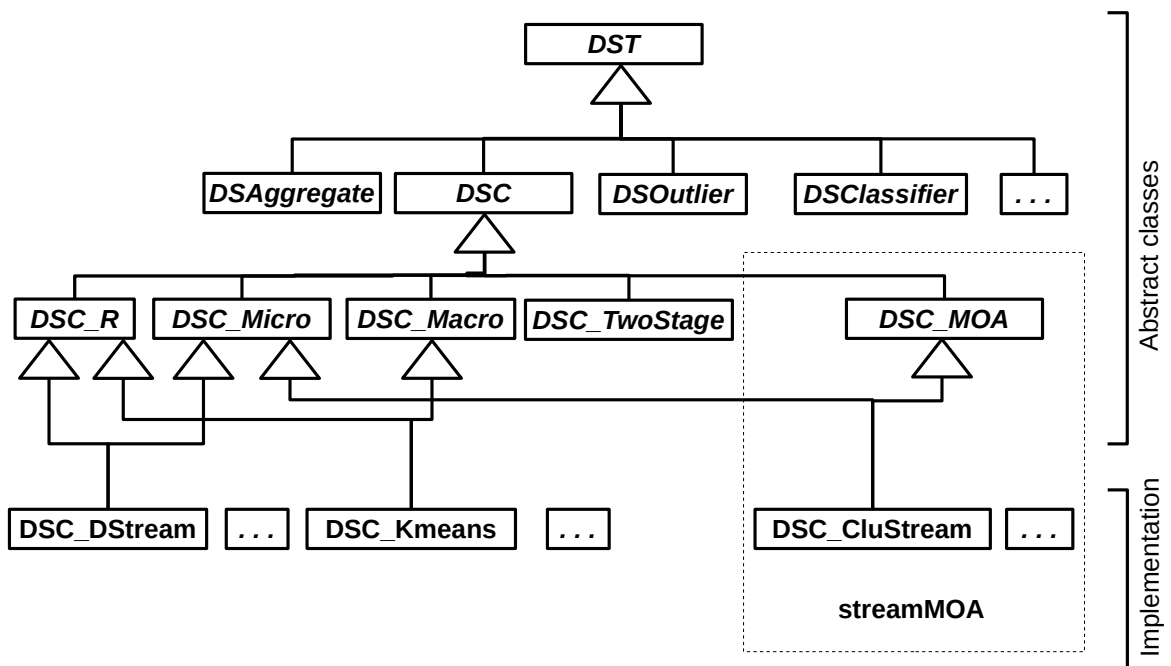 DST
DSAggregate
DSC
DSOutlier
DSClassifier
. . .
DSC_R
DSC_Micro
DSC_Macro
DSC_TwoStage
DSC_MOA
DSC_DStream
. . .
DSC_Kmeans
. . .
DSC_CluStream
. . .
streamMOA
Abstract classes
Implementation